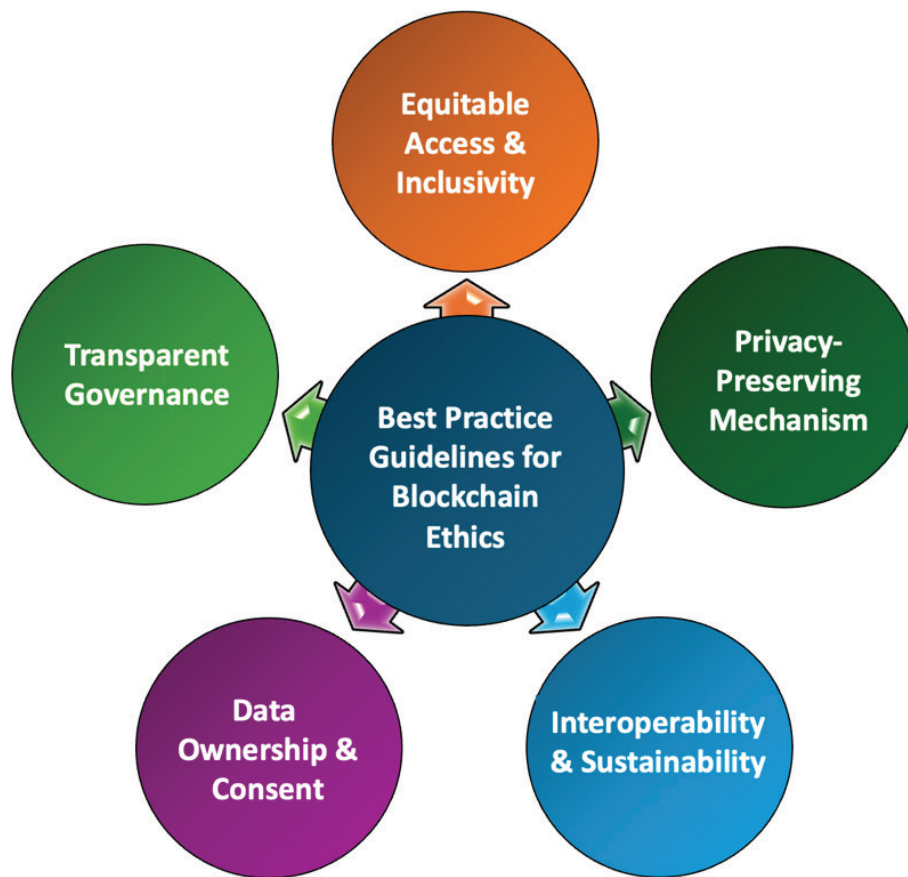 Equitable
Access &
Inclusivity
Transparent
Governance
Privacy-
Preserving
Mechanism
Best Practice
Guidelines for
Blockchain
Ethics
Data
Ownership &
Consent
Interoperability
& Sustainability